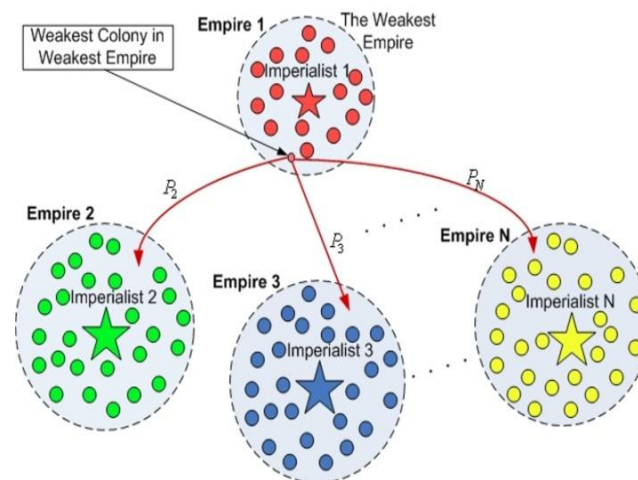 Empire 1
The Weakest
Empire
Weakest Colony in
Weakest Empire
Imperialist 1
P2
P3
PN
Empire 2
Imperialist 2
Empire 3
Imperialist 3
Empire N
Imperialist N